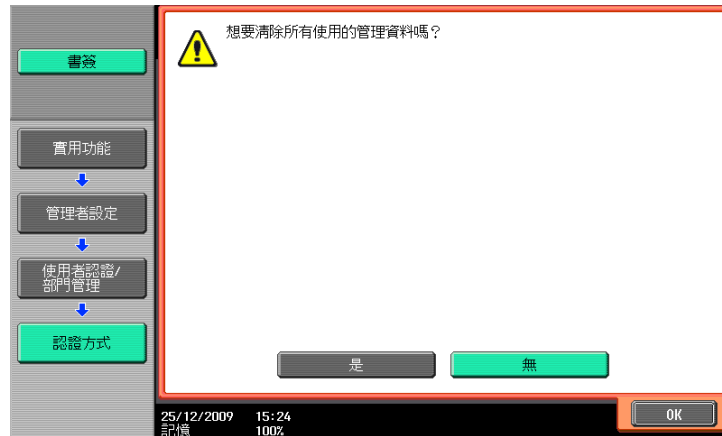 書簽
想要清除所有使用的管理資料嗎？
實用功能
管理者設定
使用者認證/
部門管理
認證方式
是
無
25/12/2009 15:24
記憶 100%
OK